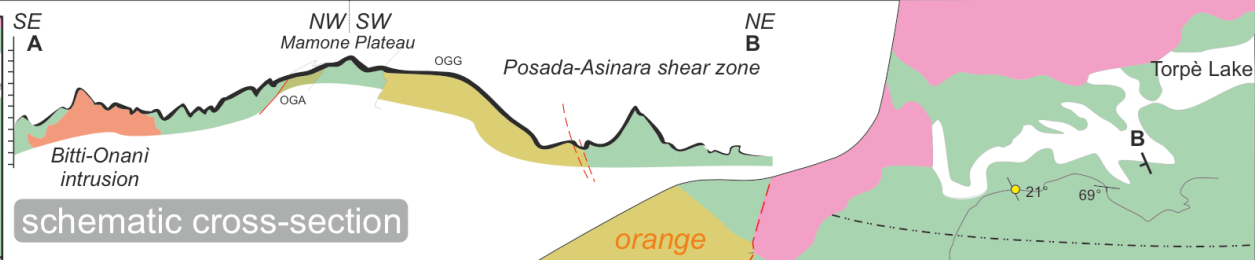 SE
NW SW
NE
A
Mamone Plateau
B
OGG
Posada-Asinara shear zone
OGA
Bitti-Onanì
intrusion
schematic cross-section
orange
Torpè Lake
B
21°
69°